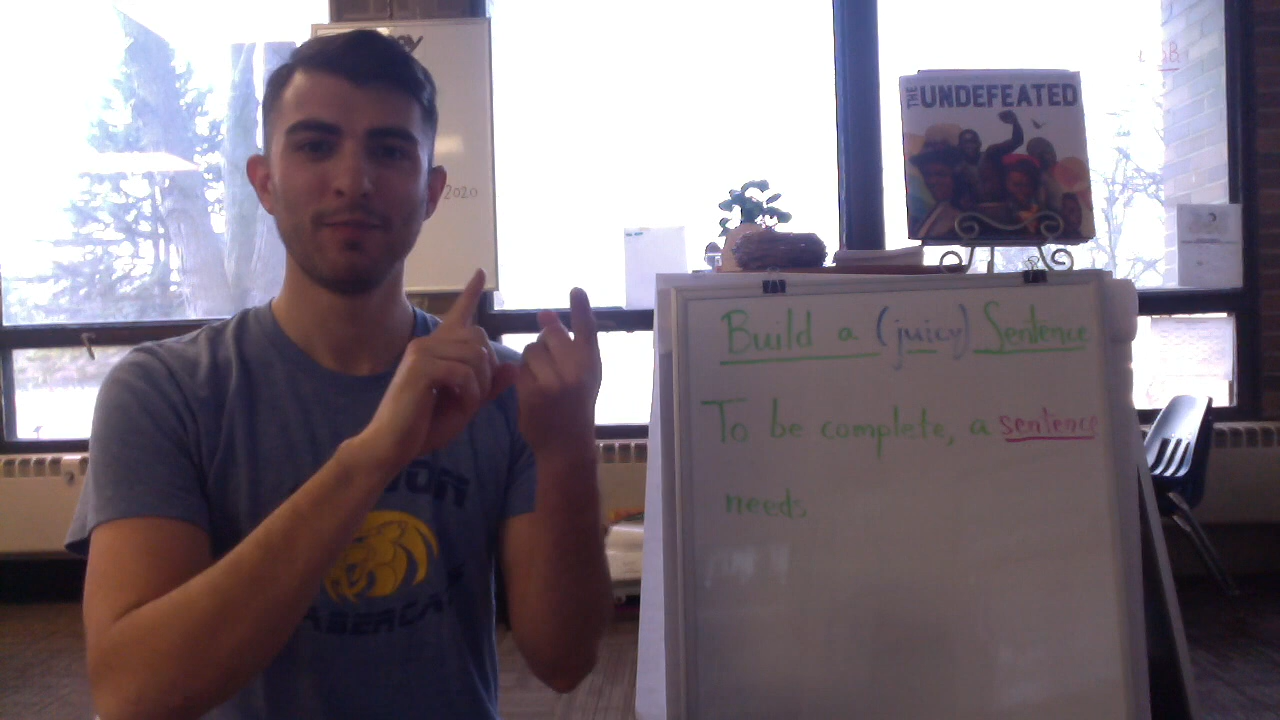 2020
THE
UNDEFEATED
Build a (juicy) Sentence
To be complete, a sentence
needs